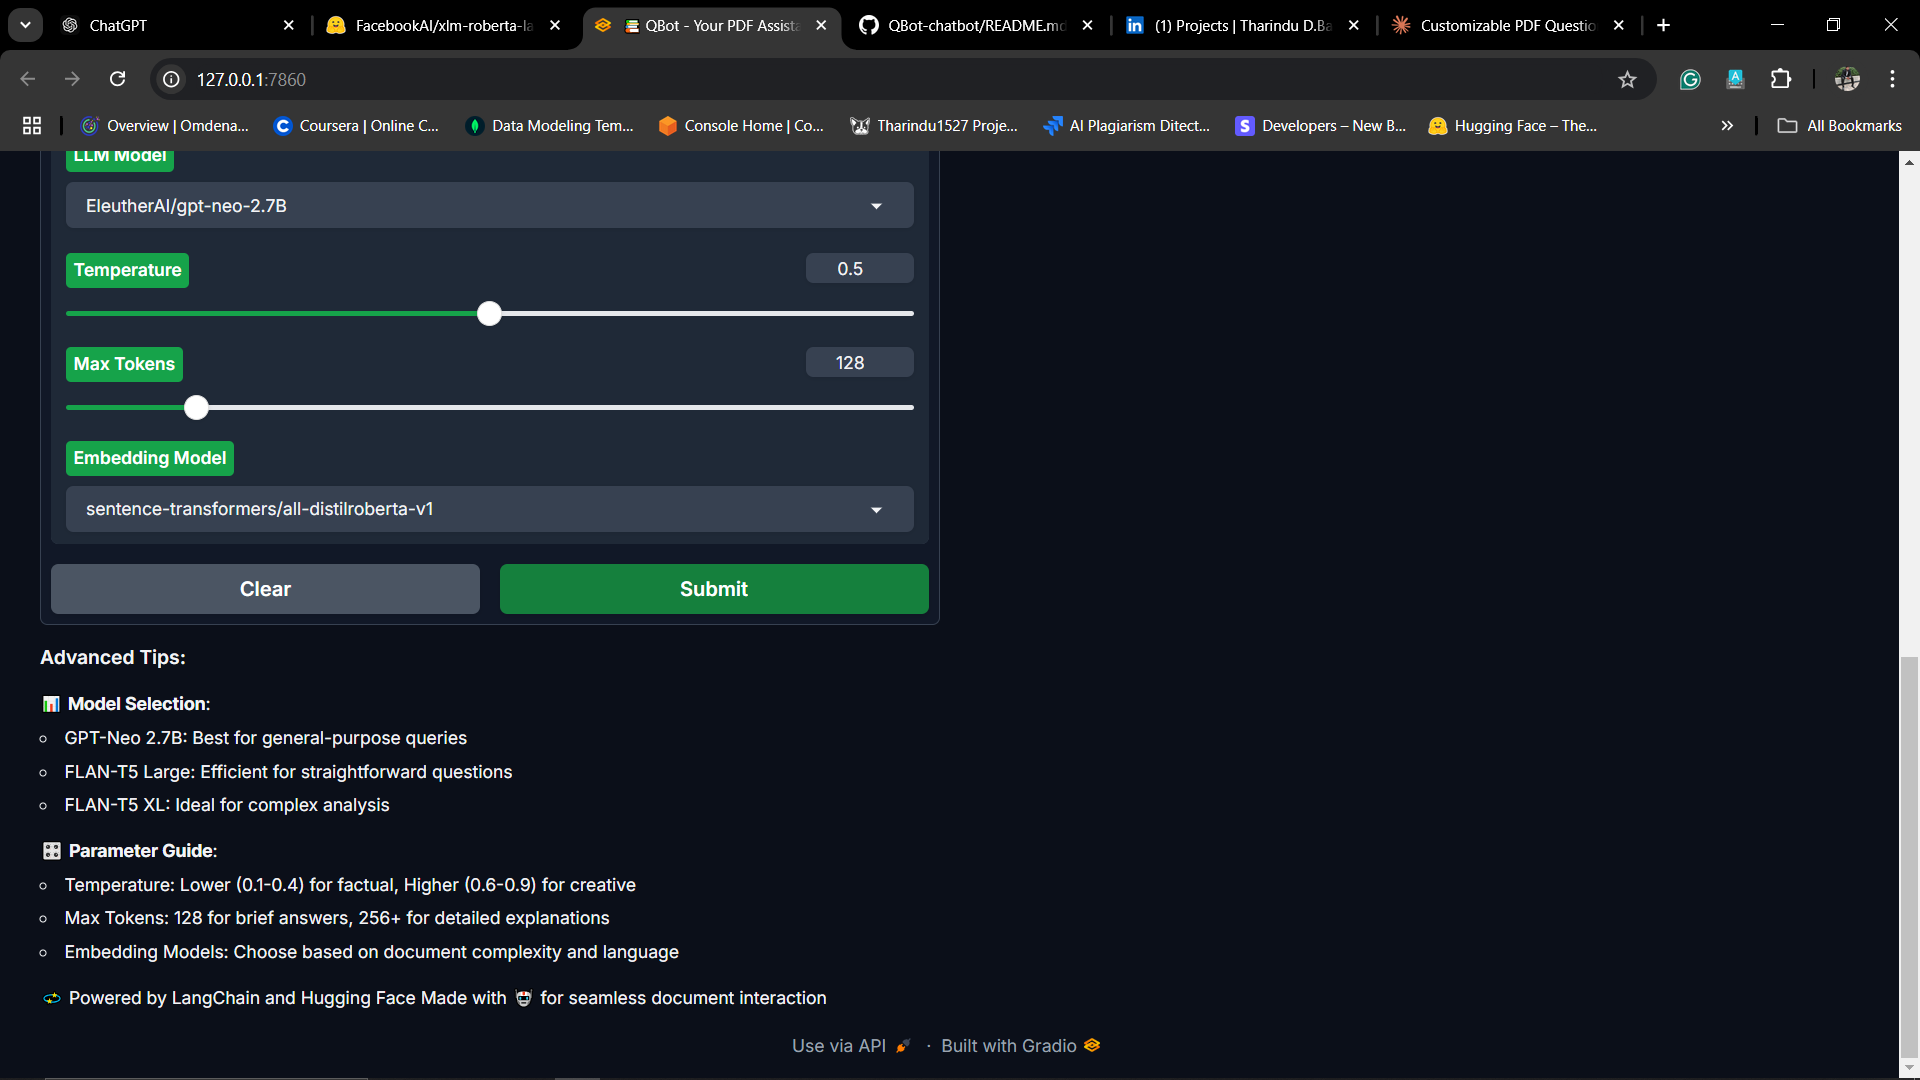 ChatGPT
FacebookAI/xlm-roberta-la
QBot - Your PDF Assista
QBot-chatbot/README.md
(1) Projects | Tharindu D.Ba
Customizable PDF Questio
127.0.0.1:7860
Overview | Omdena...
Coursera | Online C...
Data Modeling Tem...
Console Home | Co...
Tharindu1527 Proje...
AI Plagiarism Ditect...
Developers – New B...
Hugging Face – The...
All Bookmarks
LLM Model
EleutherAI/gpt-neo-2.7B
Temperature
0.5
Max Tokens
128
Embedding Model
sentence-transformers/all-distilroberta-v1
Clear
Submit
Advanced Tips:
📊 Model Selection:
GPT-Neo 2.7B: Best for general-purpose queries
FLAN-T5 Large: Efficient for straightforward questions
FLAN-T5 XL: Ideal for complex analysis
🎛️ Parameter Guide:
Temperature: Lower (0.1-0.4) for factual, Higher (0.6-0.9) for creative
Max Tokens: 128 for brief answers, 256+ for detailed explanations
Embedding Models: Choose based on document complexity and language
💫 Powered by LangChain and Hugging Face Made with 🤖 for seamless document interaction
Use via API 🚀 · Built with Gradio